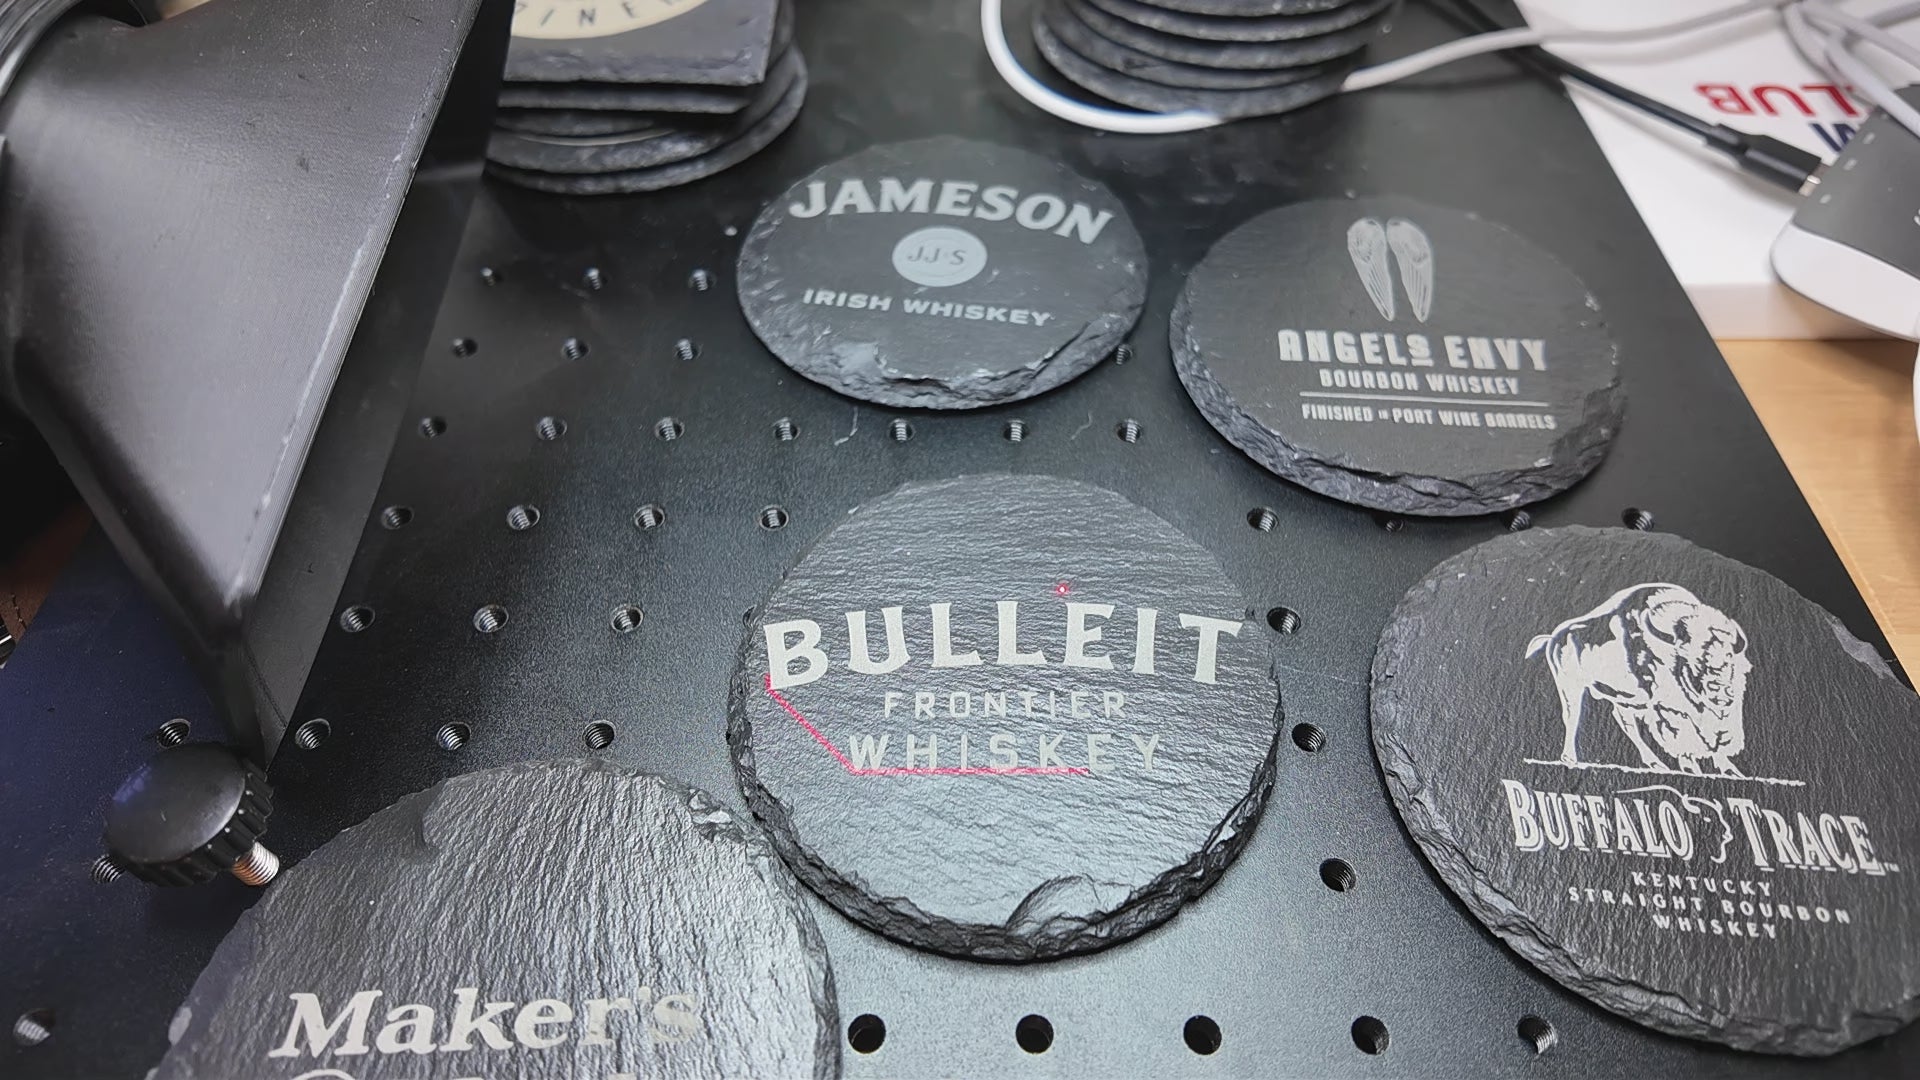 JAMESON
JJ&S
IRISH WHISKEY
ANGELS ENVY
BOURBON WHISKEY
FINISHED IN PORT WINE BARRELS
BULLEIT
FRONTIER
WHISKEY
BUFFALO TRACE
KENTUCKY
STRAIGHT BOURBON
WHISKEY
Maker's